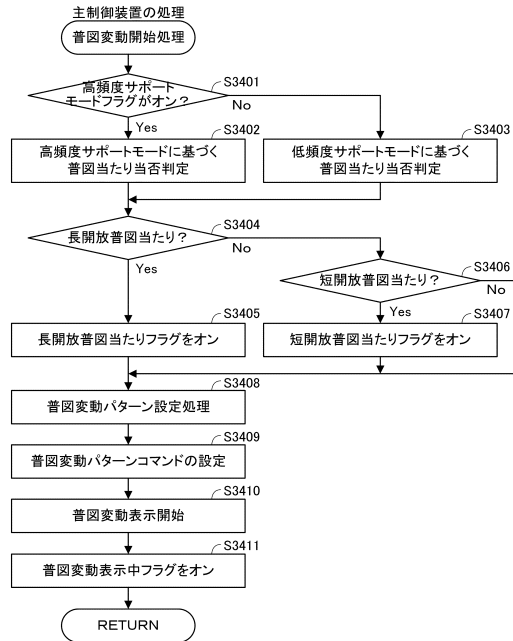 主制御装置の処理
普図変動開始処理
S3401
高頻度サポート
モードフラグがオン？
No
Yes
S3402
S3403
高頻度サポートモードに基づく
普図当たり当否判定
低頻度サポートモードに基づく
普図当たり当否判定
S3404
長開放普図当たり？
No
Yes
S3406
短開放普図当たり？
No
Yes
S3405
S3407
長開放普図当たりフラグをオン
短開放普図当たりフラグをオン
S3408
普図変動パターン設定処理
S3409
普図変動パターンコマンドの設定
S3410
普図変動表示開始
S3411
普図変動表示中フラグをオン
RETURN